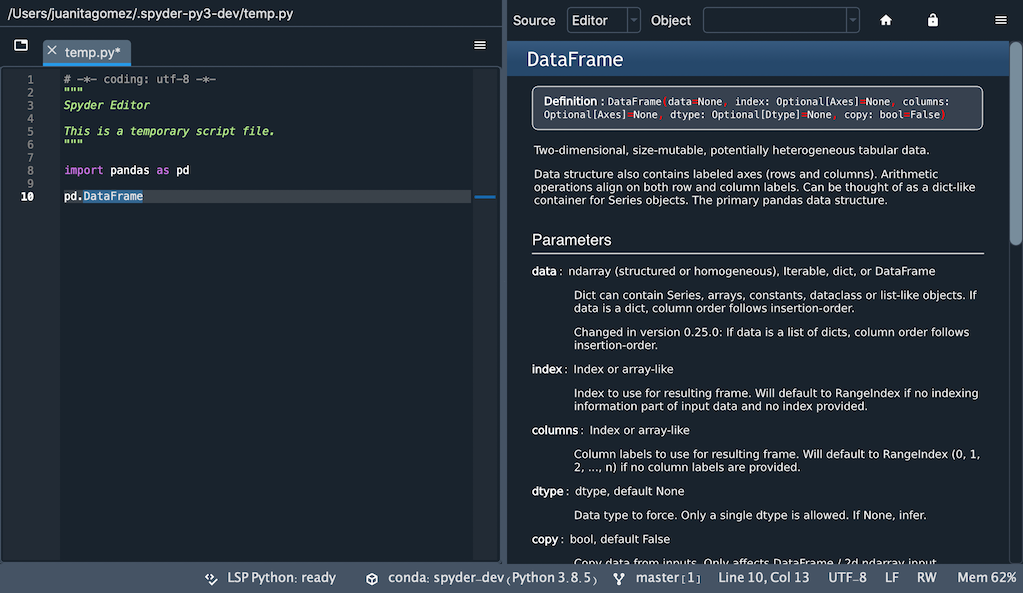 /Users/juanitagomez/.spyder-py3-dev/temp.py
temp.py*
1 # -*- coding: utf-8 -*-
2 """
3 Spyder Editor
4
5 This is a temporary script file.
6 """
7
8 import pandas as pd
9
10 pd.DataFrame
Source Editor Object
DataFrame
Definition : DataFrame(data=None, index: Optional[Axes]=None, columns:
Optional[Axes]=None, dtype: Optional[Dtype]=None, copy: bool=False)
Two-dimensional, size-mutable, potentially heterogeneous tabular data.
Data structure also contains labeled axes (rows and columns). Arithmetic
operations align on both row and column labels. Can be thought of as a dict-like
container for Series objects. The primary pandas data structure.
Parameters
data : ndarray (structured or homogeneous), Iterable, dict, or DataFrame
Dict can contain Series, arrays, constants, dataclass or list-like objects. If
data is a dict, column order follows insertion-order.
Changed in version 0.25.0: If data is a list of dicts, column order follows
insertion-order.
index : Index or array-like
Index to use for resulting frame. Will default to RangeIndex if no indexing
information part of input data and no index provided.
columns : Index or array-like
Column labels to use for resulting frame. Will default to RangeIndex (0, 1,
2, ..., n) if no column labels are provided.
dtype : dtype, default None
Data type to force. Only a single dtype is allowed. If None, infer.
copy : bool, default False
Copy data from inputs. Only affects DataFrame / 2d ndarray input
LSP Python: ready conda: spyder-dev (Python 3.8.5) master [1] Line 10, Col 13 UTF-8 LF RW Mem 62%